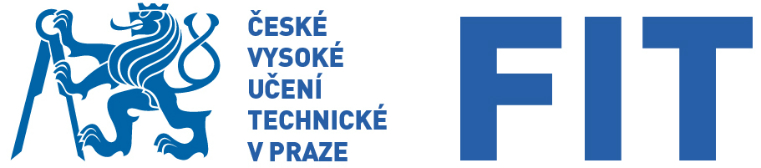 ČESKÉ
VYSOKÉ
UČENÍ
TECHNICKÉ
V PRAZE
FIT